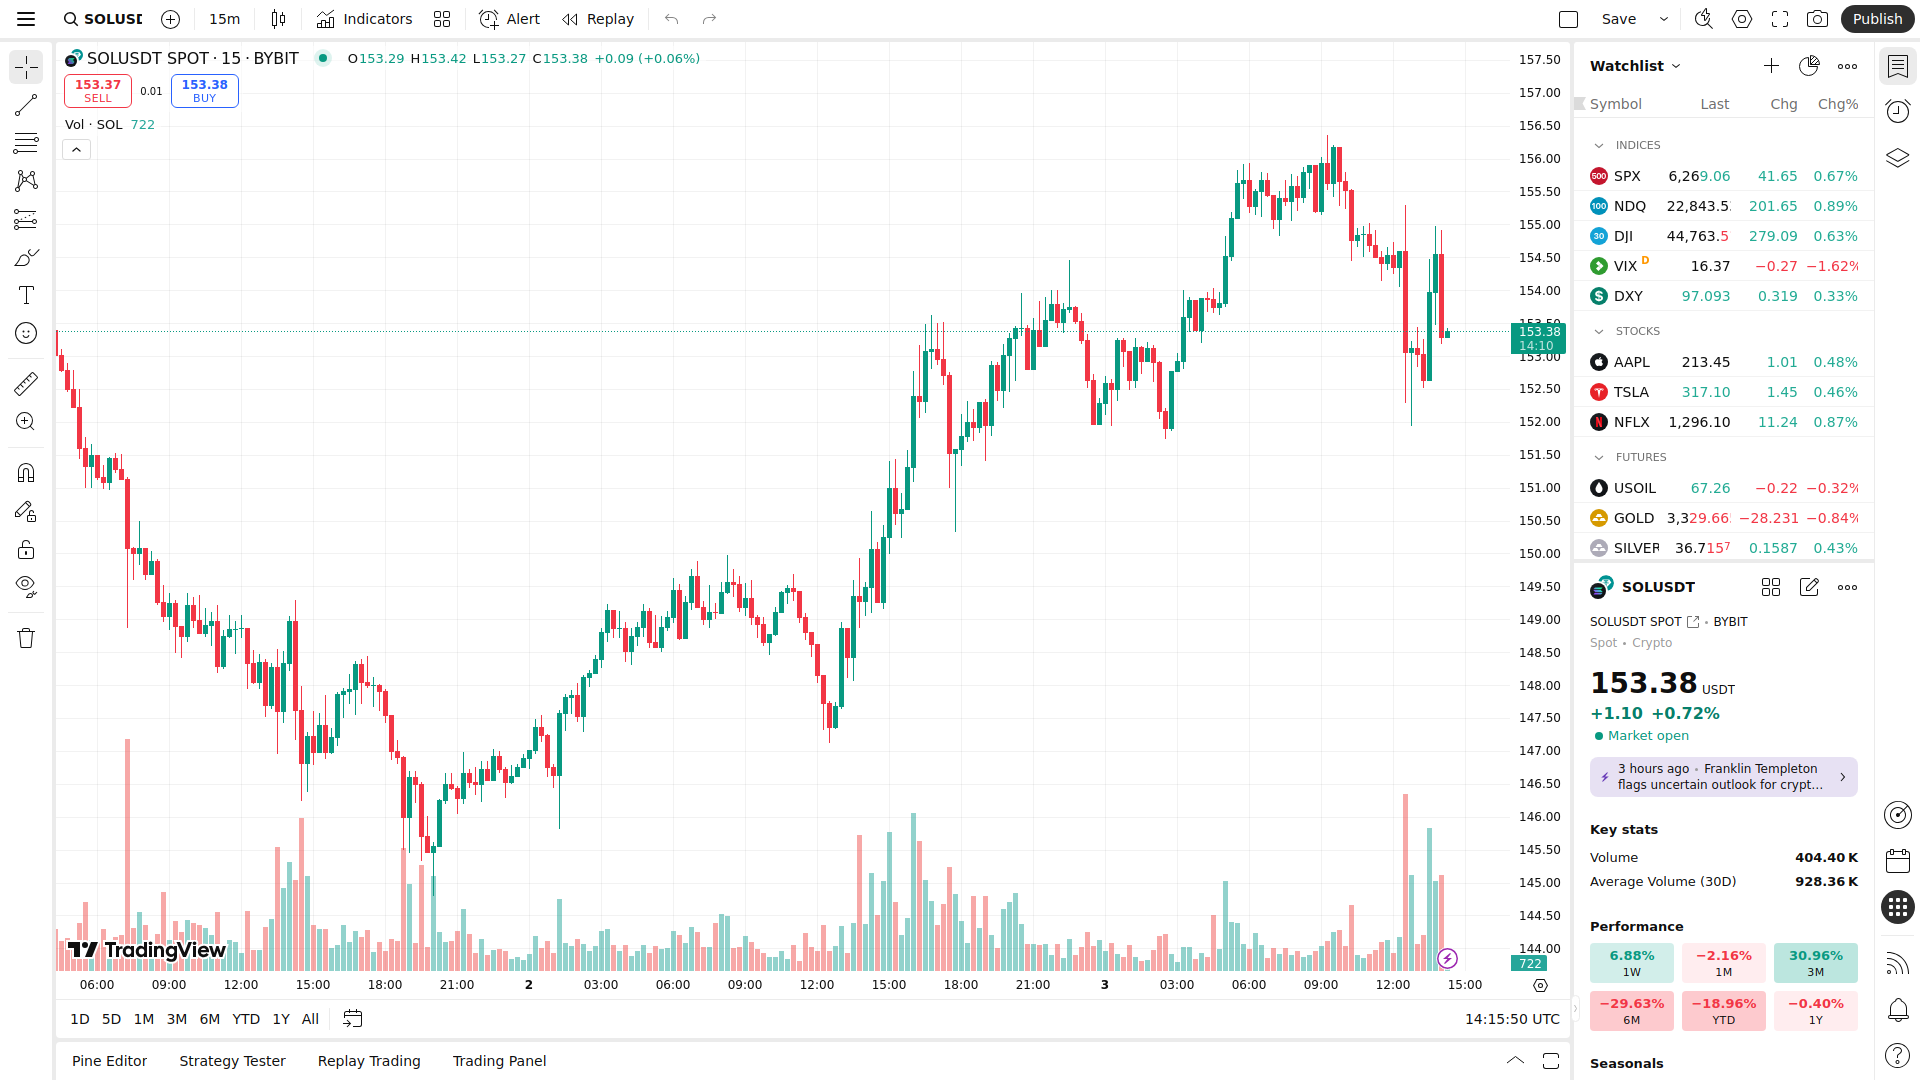 SOLUSD
15m
Indicators
Alert
Replay
Save
Publish
SOLUSDT SPOT · 15 · BYBIT
O153.29 H153.42 L153.27 C153.38 +0.09 (+0.06%)
153.37
SELL
0.01
153.38
BUY
Vol · SOL 722
157.50
157.00
156.50
156.00
155.50
155.00
154.50
154.00
153.38
14:10
153.00
152.50
152.00
151.50
151.00
150.50
150.00
149.50
149.00
148.50
148.00
147.50
147.00
146.50
146.00
145.50
145.00
144.50
144.00
722
TradingView
06:00 09:00 12:00 15:00 18:00 21:00 2 03:00 06:00 09:00 12:00 15:00 18:00 21:00 3 03:00 06:00 09:00 12:00 15:00
1D 5D 1M 3M 6M YTD 1Y All
14:15:50 UTC
Pine Editor Strategy Tester Replay Trading Trading Panel
Watchlist
Symbol Last Chg Chg%
INDICES
500 SPX 6,269.06 41.65 0.67%
100 NDQ 22,843.5 201.65 0.89%
30 DJI 44,763.5 279.09 0.63%
VIX D 16.37 −0.27 −1.62%
$ DXY 97.093 0.319 0.33%
STOCKS
AAPL 213.45 1.01 0.48%
TSLA 317.10 1.45 0.46%
N NFLX 1,296.10 11.24 0.87%
FUTURES
USOIL 67.26 −0.22 −0.32%
GOLD 3,329.66 −28.231 −0.84%
SILVER 36.7157 0.1587 0.43%
SOLUSDT
SOLUSDT SPOT • BYBIT
Spot • Crypto
153.38 USDT
+1.10 +0.72%
Market open
3 hours ago • Franklin Templeton
flags uncertain outlook for crypt...
Key stats
Volume 404.40 K
Average Volume (30D) 928.36 K
Performance
6.88% −2.16% 30.96%
1W 1M 3M
−29.63% −18.96% −0.40%
6M YTD 1Y
Seasonals